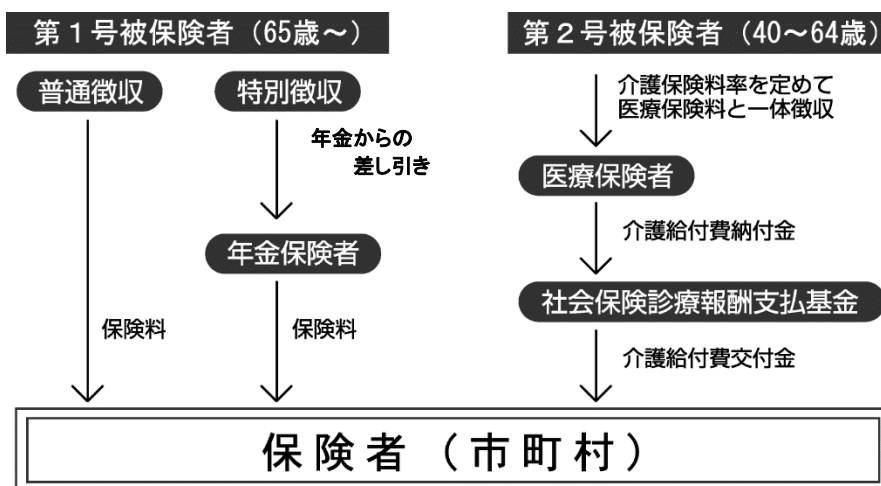 第1号被保険者（65歳～）
普通徴収
特別徴収
年金からの
差し引き
年金保険者
保険料
保険料
第2号被保険者（40～64歳）
介護保険料率を定めて
医療保険料と一体徴収
医療保険者
介護給付費納付金
社会保険診療報酬支払基金
介護給付費交付金
保険者（市町村）